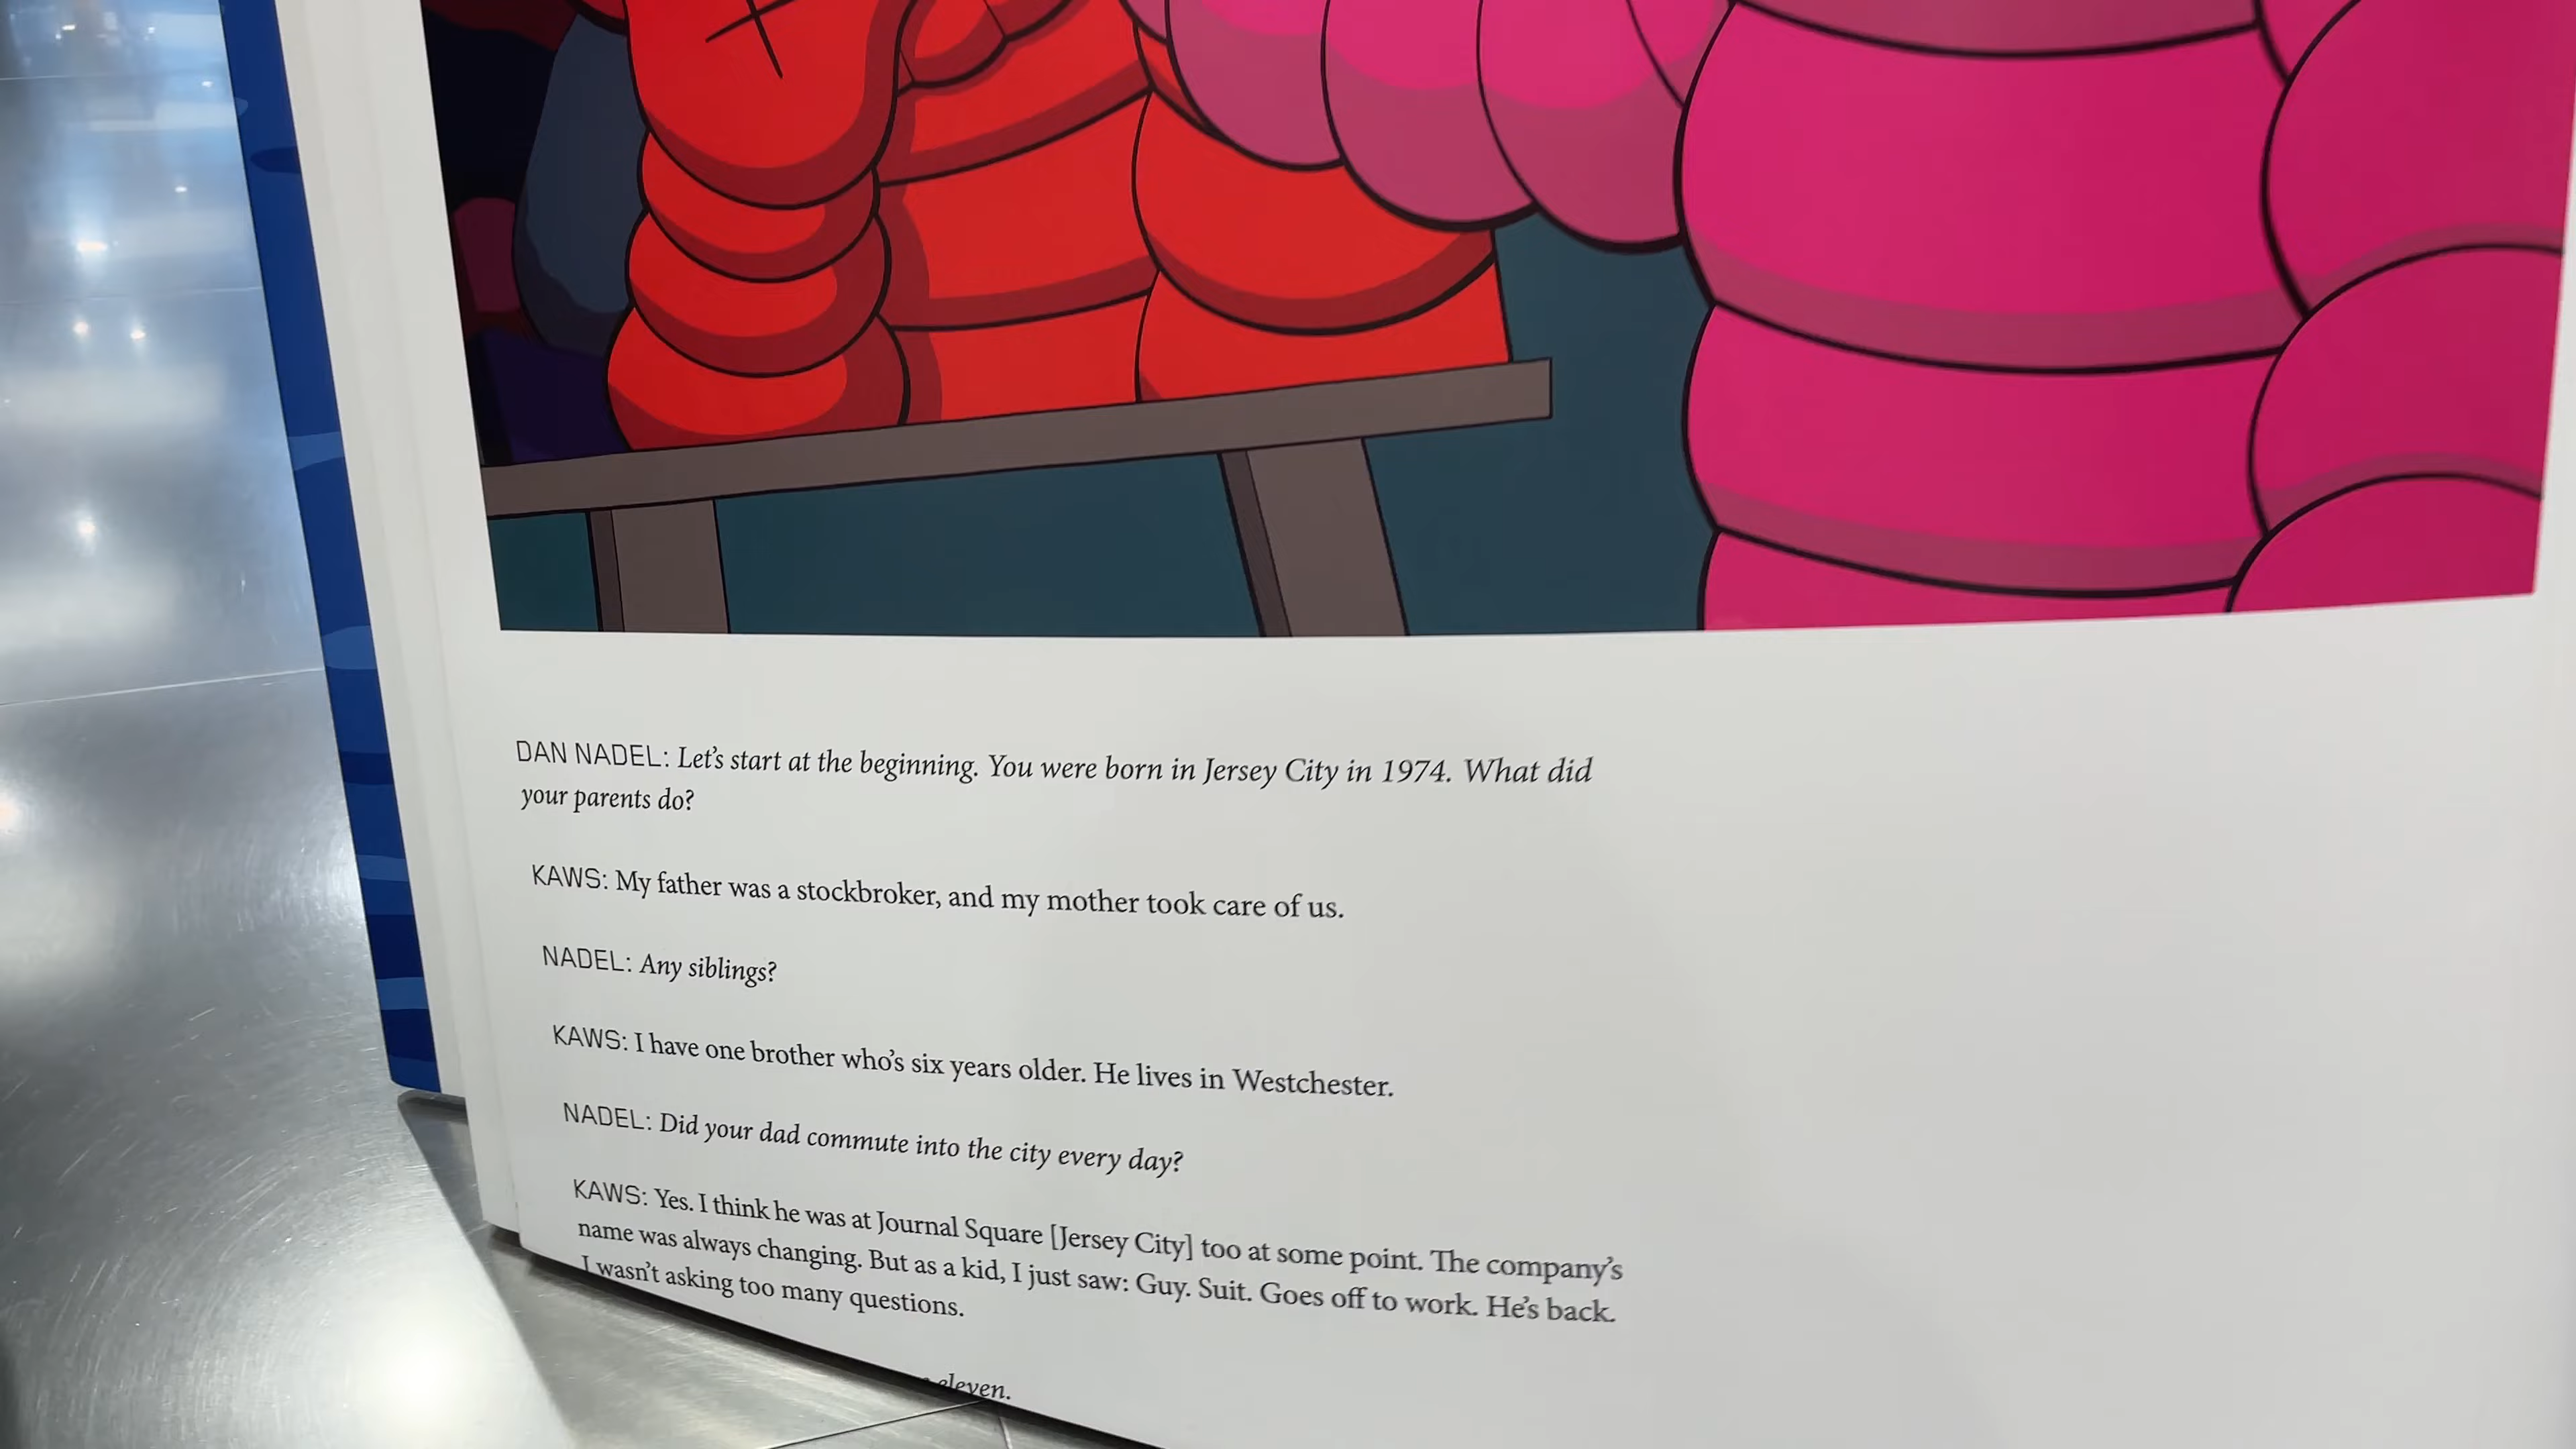 DAN NADEL: Let’s start at the beginning. You were born in Jersey City in 1974. What did
your parents do?
KAWS: My father was a stockbroker, and my mother took care of us.
NADEL: Any siblings?
KAWS: I have one brother who’s six years older. He lives in Westchester.
NADEL: Did your dad commute into the city every day?
KAWS: Yes. I think he was at Journal Square [Jersey City] too at some point. The company’s
name was always changing. But as a kid, I just saw: Guy. Suit. Goes off to work. He’s back.
I wasn’t asking too many questions.
eleven.